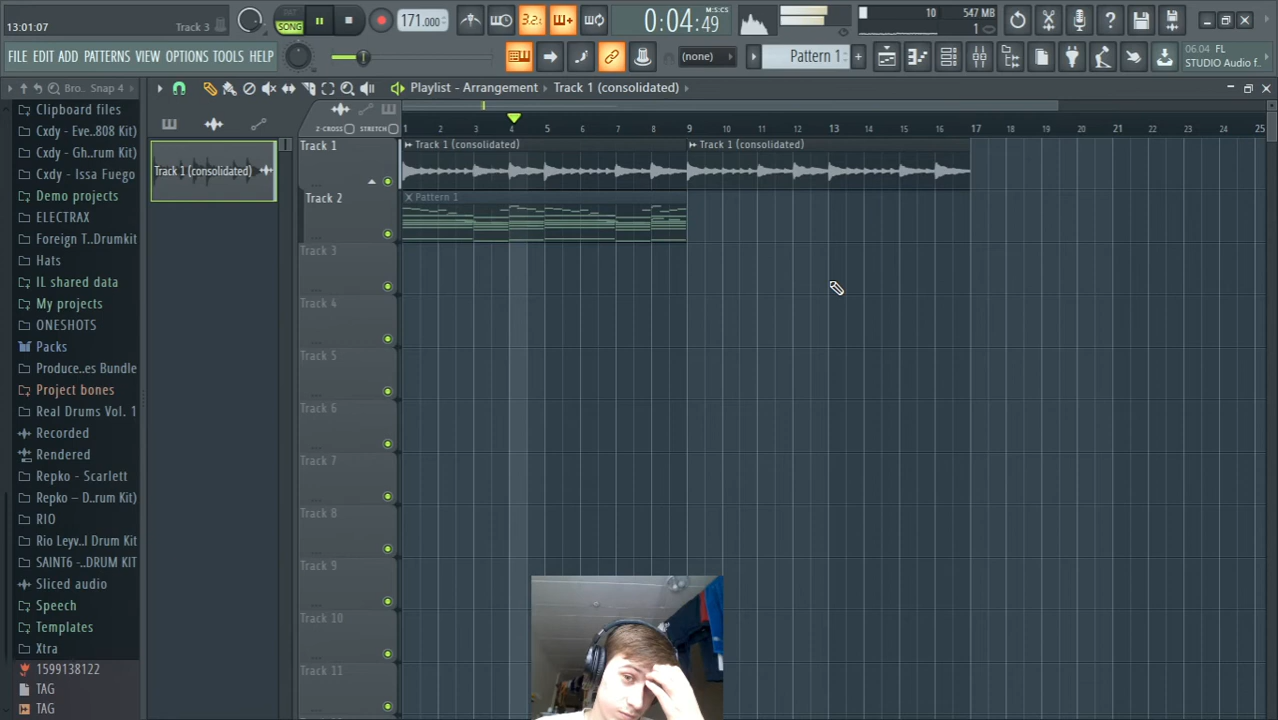 13:01:07
Track 3
FILE EDIT ADD PATTERNS VIEW OPTIONS TOOLS HELP
SONG
3.2.
171.000
0:04:49
M:S:CS
10
547 MB
1
(none)
Pattern 1
06.04 FL
STUDIO Audio f..
Bro.. Snap 4
Playlist - Arrangement
Track 1 (consolidated)
Z-CROSS
STRETCH
1 2 3 4 5 6 7 8 9 10 11 12 13 14 15 16 17 18 19 20 21 22 23 24 25
Clipboard files
Cxdy - Eve...808 Kit)
Cxdy - Gh...rum Kit)
Cxdy - Issa Fuego
Demo projects
ELECTRAX
Foreign T..Drumkit
Hats
IL shared data
My projects
ONESHOTS
Packs
Produce..es Bundle
Project bones
Real Drums Vol. 1
Recorded
Rendered
Repko - Scarlett
Repko – D..rum Kit)
RIO
Rio Leyv..l Drum Kit
SAINT6 -..DRUM KIT
Sliced audio
Speech
Templates
Xtra
1599138122
TAG
TAG
Track 1 (consolidated)
Track 1
Track 1 (consolidated)
Track 1 (consolidated)
Track 2
Pattern 1
Track 3
Track 4
Track 5
Track 6
Track 7
Track 8
Track 9
Track 10
Track 11